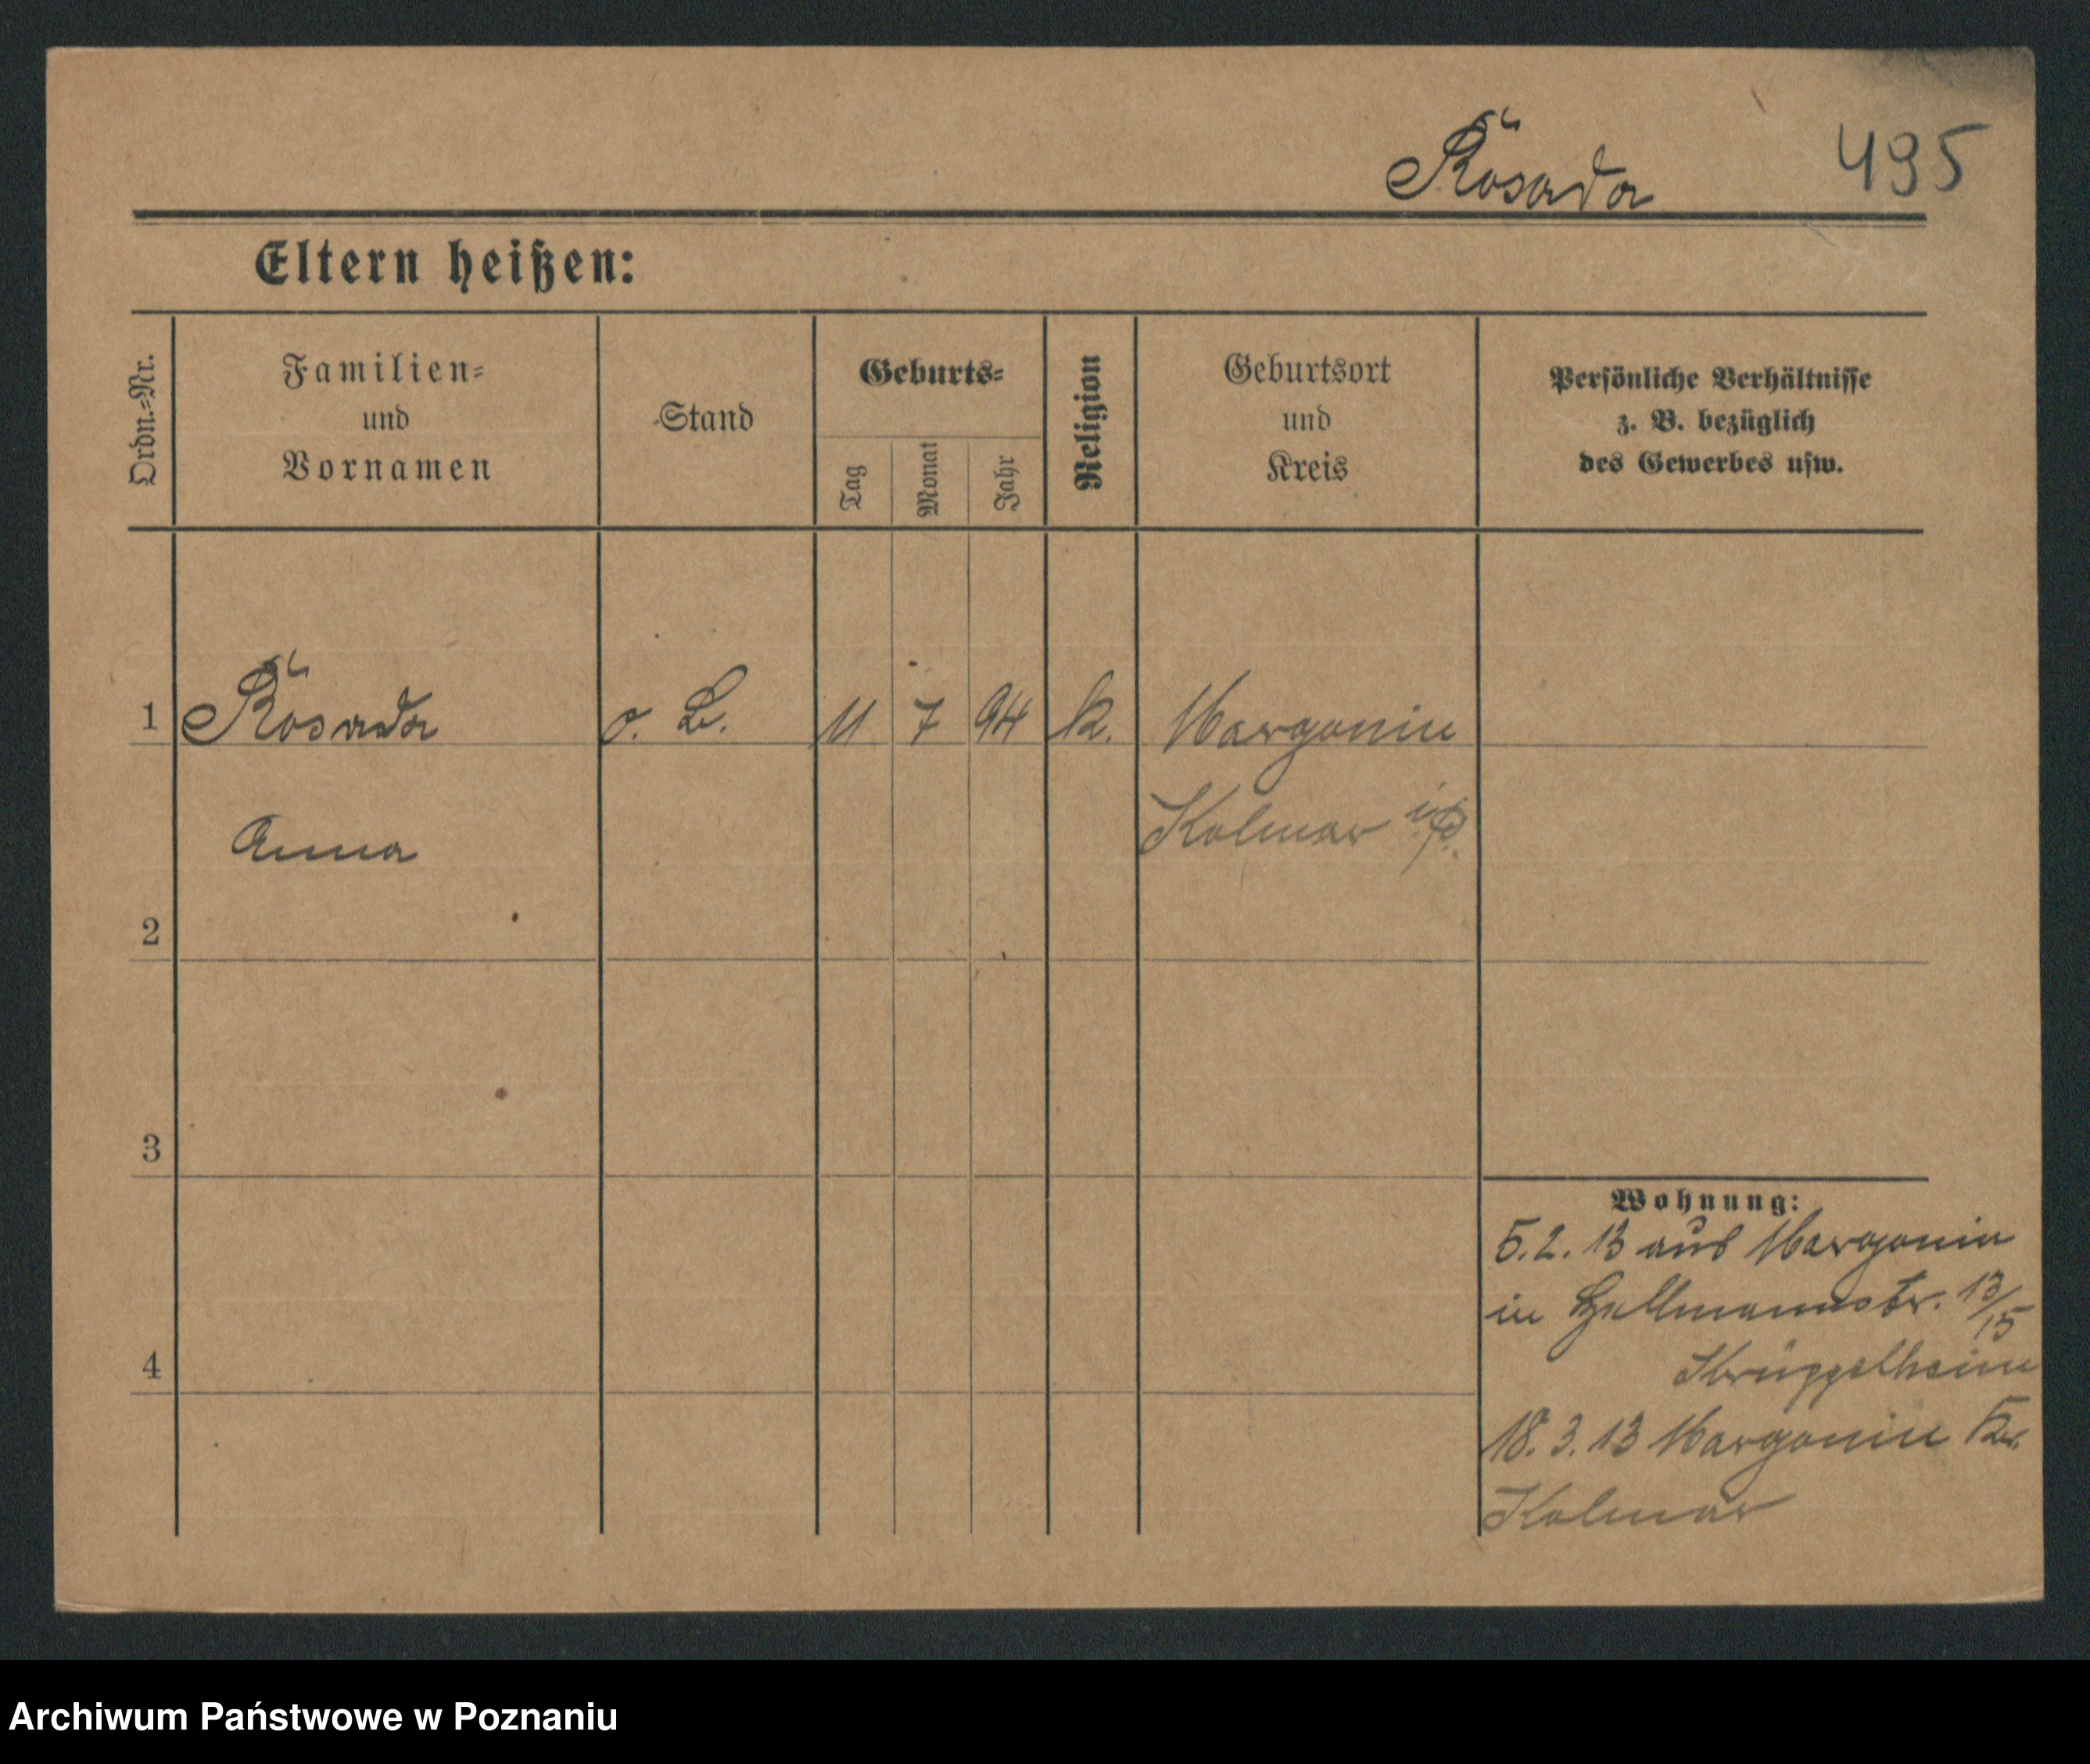 Rosada 495
Eltern heißen:
Ordn.-Nr.
Familien-
und
Vornamen
Stand
Geburts-
Tag
Monat
Jahr
Religion
Geburtsort
und
Kreis
Persönliche Verhältnisse
z. B. bezüglich
des Gewerbes usw.
1 Rosada o. B. 11 7 94 k. Margonin
Anna Kolmar i/P.
2
3
4
Wohnung:
5.2.13 aus Margonin
in Hellmannstr. 13/15
18.3.13 Margonin Kr.
Kolmar
Archiwum Państwowe w Poznaniu